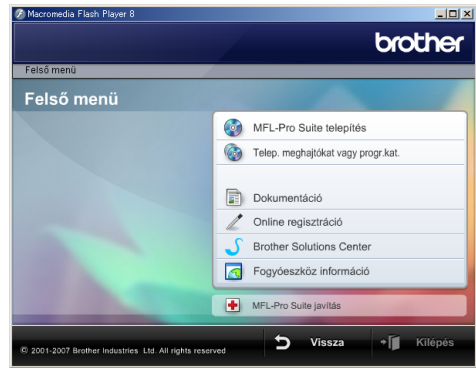 Macromedia Flash Player 8
brother
Felső menü
Felső menü
MFL-Pro Suite telepítés
Telep. meghajtókat vagy progr.kat.
Dokumentáció
Online regisztráció
Brother Solutions Center
Fogyóeszköz információ
MFL-Pro Suite javítás
© 2001-2007 Brother Industries Ltd. All rights reserved
Vissza
Kilépés